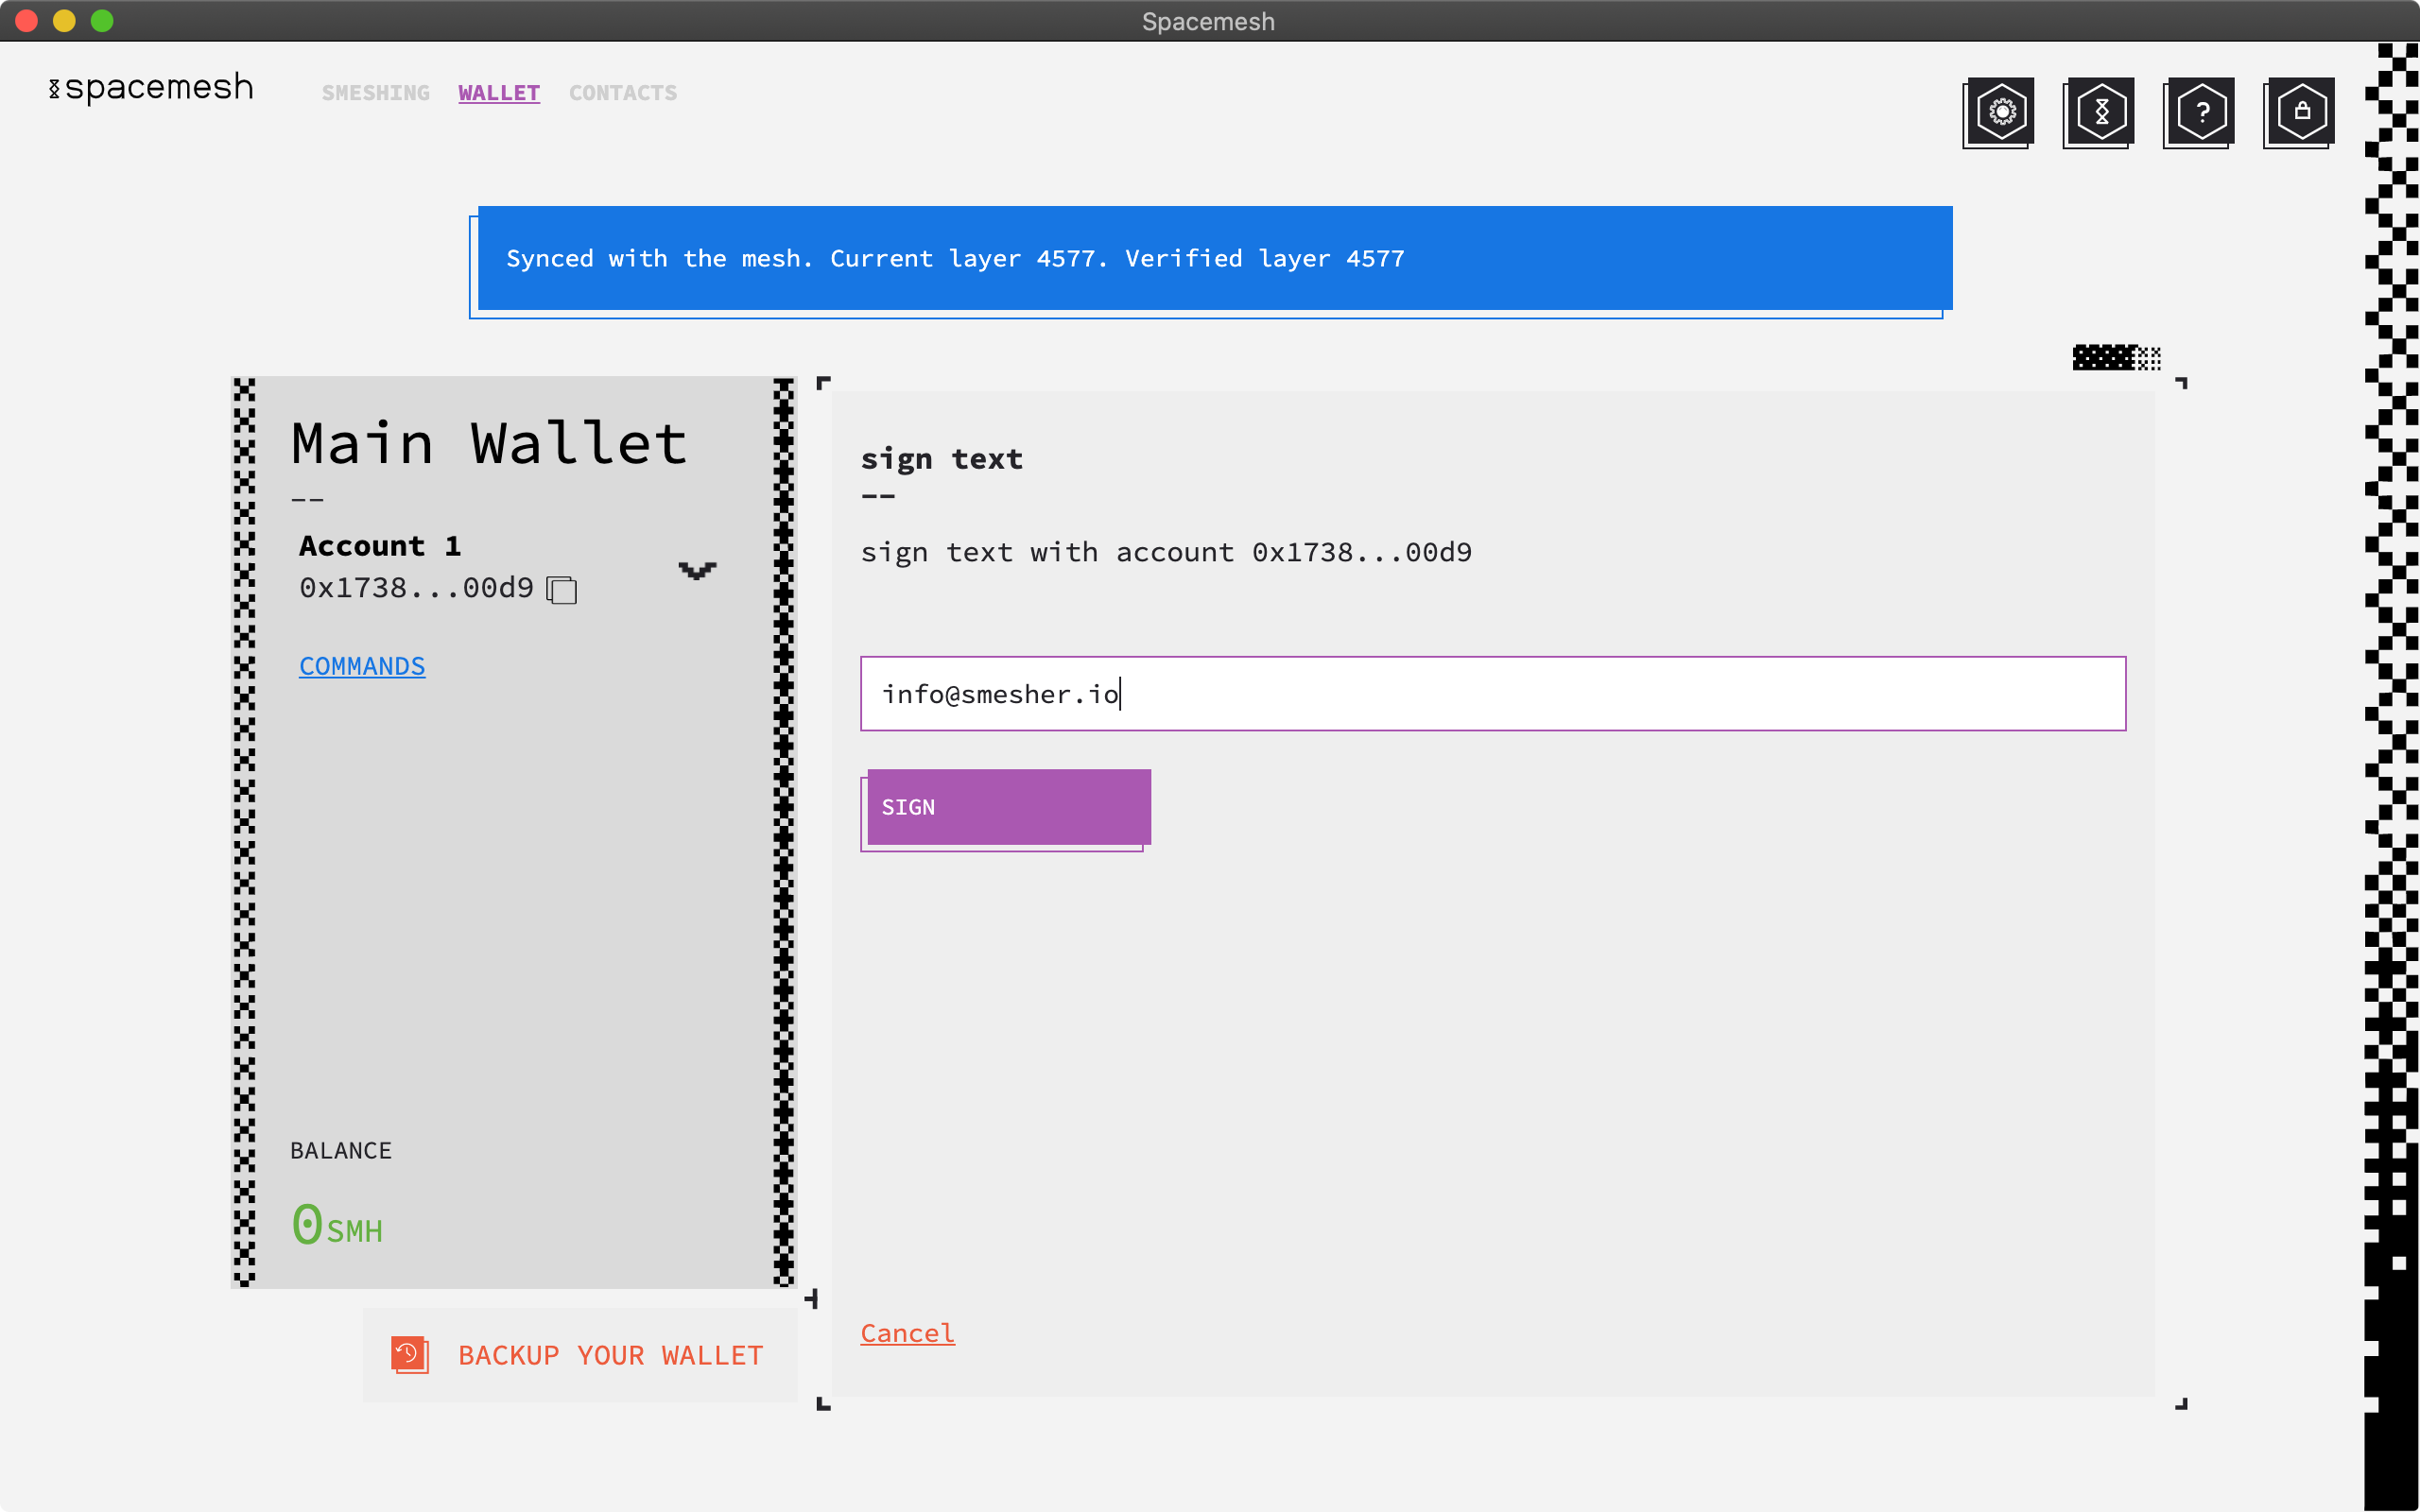 Spacemesh
spacemesh
SMESHING WALLET CONTACTS
?
Synced with the mesh. Current layer 4577. Verified layer 4577
Main Wallet
--
Account 1
0x1738...00d9
COMMANDS
BALANCE
0 SMH
BACKUP YOUR WALLET
sign text
--
sign text with account 0x1738...00d9
info@smesher.io
SIGN
Cancel